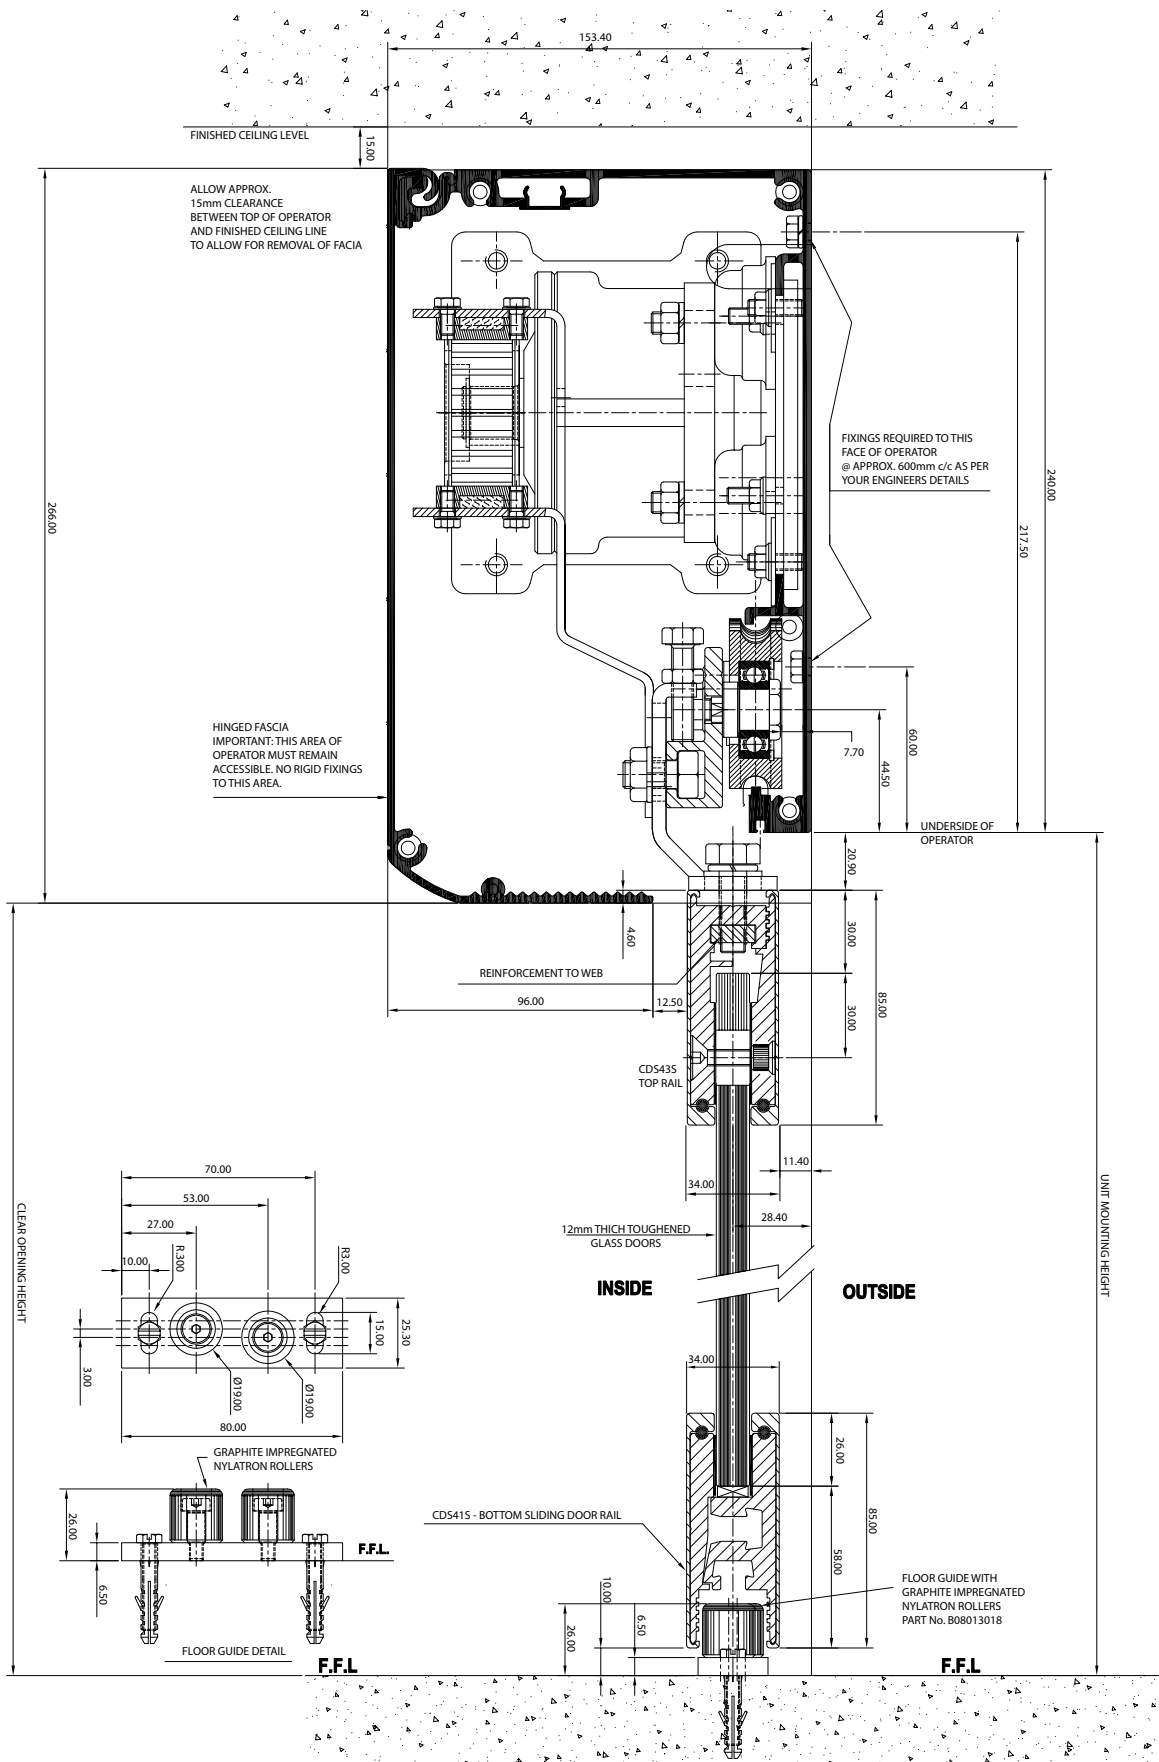 153.40
FINISHED CEILING LEVEL
15.00
ALLOW APPROX.
15mm CLEARANCE
BETWEEN TOP OF OPERATOR
AND FINISHED CEILING LINE
TO ALLOW FOR REMOVAL OF FACIA
FIXINGS REQUIRED TO THIS
FACE OF OPERATOR
@ APPROX. 600mm c/c AS PER
YOUR ENGINEERS DETAILS
266.00
240.00
217.50
HINGED FASCIA
IMPORTANT: THIS AREA OF
OPERATOR MUST REMAIN
ACCESSIBLE. NO RIGID FIXINGS
TO THIS AREA.
7.70
60.00
44.50
UNDERSIDE OF
OPERATOR
20.90
4.60
30.00
REINFORCEMENT TO WEB
96.00
12.50
30.00
85.00
CDS43S
TOP RAIL
11.40
34.00
28.40
12mm THICH TOUGHENED
GLASS DOORS
INSIDE
OUTSIDE
CLEAR OPENING HEIGHT
UNIT MOUNTING HEIGHT
70.00
53.00
27.00
10.00
R.300
R3.00
15.00
25.30
3.00
Ø19.00
Ø19.00
80.00
34.00
26.00
85.00
58.00
GRAPHITE IMPREGNATED
NYLATRON ROLLERS
26.00
6.50
F.F.L.
FLOOR GUIDE DETAIL
CDS41S - BOTTOM SLIDING DOOR RAIL
10.00
6.50
26.00
FLOOR GUIDE WITH
GRAPHITE IMPREGNATED
NYLATRON ROLLERS
PART No. B08013018
F.F.L
F.F.L